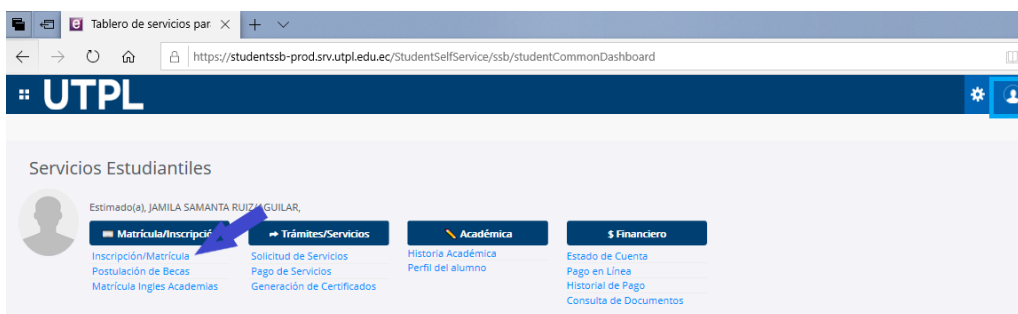 Tablero de servicios par
https://studentssb-prod.srv.utpl.edu.ec/StudentSelfService/ssb/studentCommonDashboard
UTPL
Servicios Estudiantiles
Estimado(a), JAMILA SAMANTA RUIZ AGUILAR,
Matrícula/Inscripción
Trámites/Servicios
Académica
$ Financiero
Inscripción/Matrícula
Solicitud de Servicios
Historia Académica
Estado de Cuenta
Postulación de Becas
Pago de Servicios
Perfil del alumno
Pago en Línea
Matrícula Ingles Academias
Generación de Certificados
Historial de Pago
Consulta de Documentos